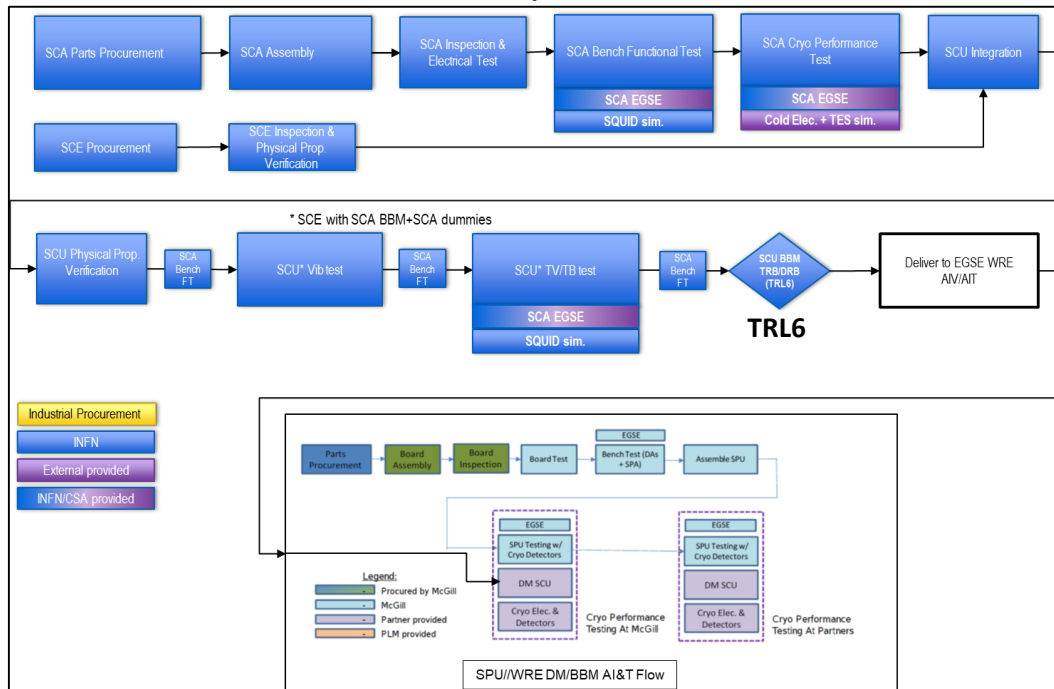 SCA Parts Procurement
SCA Assembly
SCA Inspection &
Electrical Test
SCA Bench Functional Test
SCA EGSE
SQUID sim.
SCA Cryo Performance
Test
SCA EGSE
Cold Elec. + TES sim.
SCU Integration
SCE Procurement
SCE Inspection &
Physical Prop.
Verification
* SCE with SCA BBM+SCA dummies
SCU Physical Prop.
Verification
SCA
Bench
FT
SCU* Vib test
SCA
Bench
FT
SCU* TV/TB test
SCA EGSE
SQUID sim.
SCA
Bench
FT
SCU BBM
TRB/DRB
(TRL6)
TRL6
Deliver to EGSE WRE
AIV/AIT
Industrial Procurement
INFN
External provided
INFN/CSA provided
Parts
Procurement
Board
Assembly
Board
Inspection
Board Test
EGSE
Bench Test (DAs
+ SPA)
Assemble SPU
EGSE
SPU Testing w/
Cryo Detectors
DM SCU
Cryo Elec. &
Detectors
Cryo Performance
Testing At McGill
EGSE
SPU Testing w/
Cryo Detectors
DM SCU
Cryo Elec. &
Detectors
Cryo Performance
Testing At Partners
Legend:
- Procured by McGill
- McGill
- Partner provided
- PLM provided
SPU//WRE DM/BBM AI&T Flow